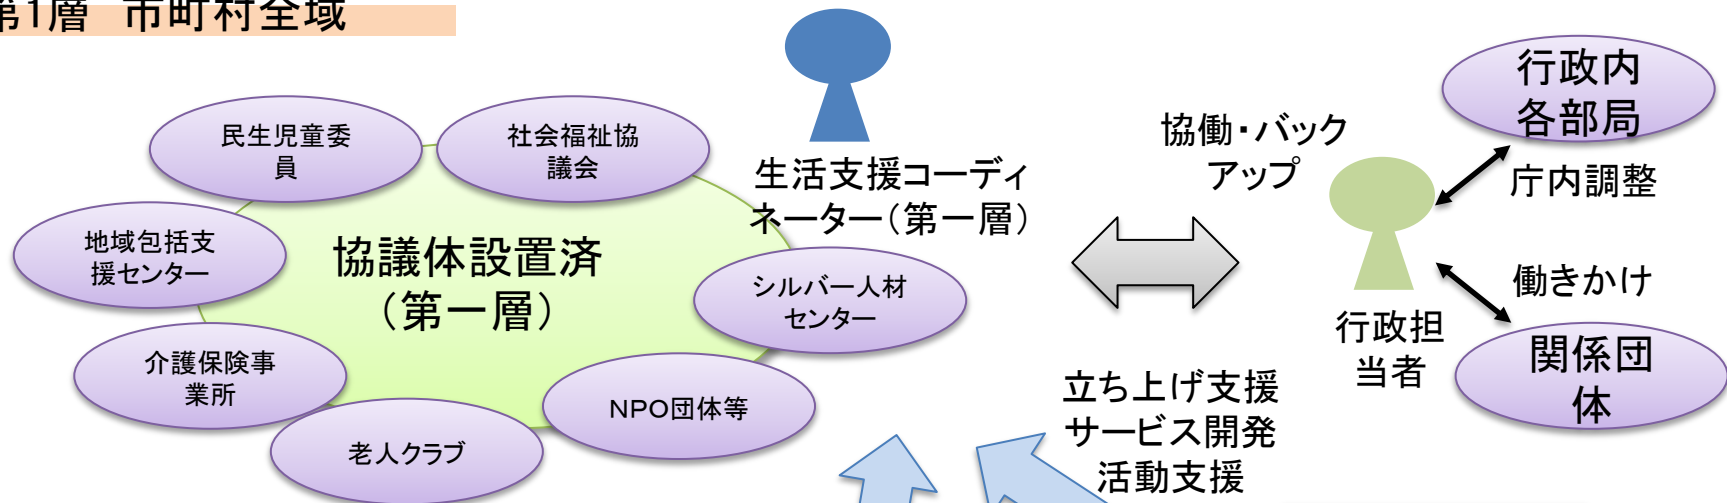 第1層　市町村全域
民生児童委
員
社会福祉協
議会
地域包括支
援センター
協議体設置済
（第一層）
シルバー人材
センター
介護保険事
業所
NPO団体等
老人クラブ
生活支援コーディ
ネーター（第一層）
協働・バック
アップ
行政内
各部局
庁内調整
働きかけ
行政担
当者
関係団
体
立ち上げ支援
サービス開発
活動支援